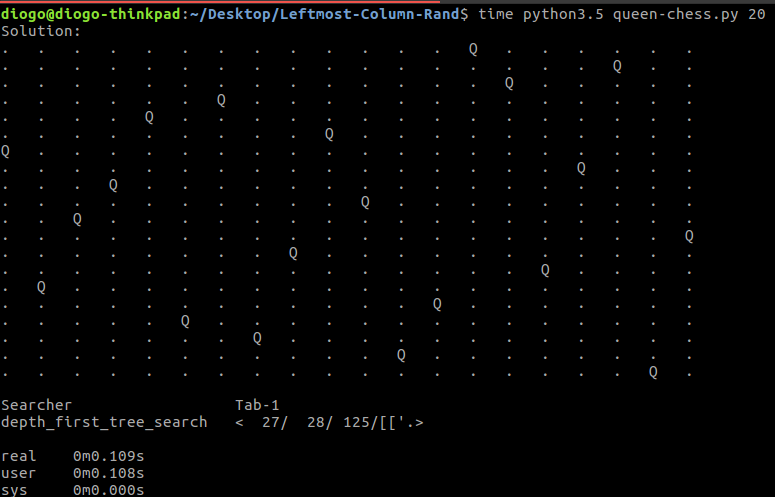 diogo@diogo-thinkpad:~/Desktop/Leftmost-Column-Rand$ time python3.5 queen-chess.py 20
Solution:
. . . . . . . . . . . . . Q . . . . . .
. . . . . . . . . . . . . . . . . Q . .
. . . . . . . . . . . . . . Q . . . . .
. . . . . . Q . . . . . . . . . . . . .
. . . . Q . . . . . . . . . . . . . . .
. . . . . . . . . Q . . . . . . . . . .
Q . . . . . . . . . . . . . . . . . . .
. . . . . . . . . . . . . . . . Q . . .
. . . Q . . . . . . . . . . . . . . . .
. . . . . . . . . . Q . . . . . . . . .
. . Q . . . . . . . . . . . . . . . . .
. . . . . . . . . . . . . . . . . . . Q
. . . . . . . . Q . . . . . . . . . . .
. . . . . . . . . . . . . . . Q . . . .
. Q . . . . . . . . . . . . . . . . . .
. . . . . . . . . . . . Q . . . . . . .
. . . . . Q . . . . . . . . . . . . . .
. . . . . . . Q . . . . . . . . . . . .
. . . . . . . . . . . Q . . . . . . . .
. . . . . . . . . . . . . . . . . . Q .
Searcher Tab-1
depth_first_tree_search < 27/ 28/ 125/[['.>
real 0m0.109s
user 0m0.108s
sys 0m0.000s